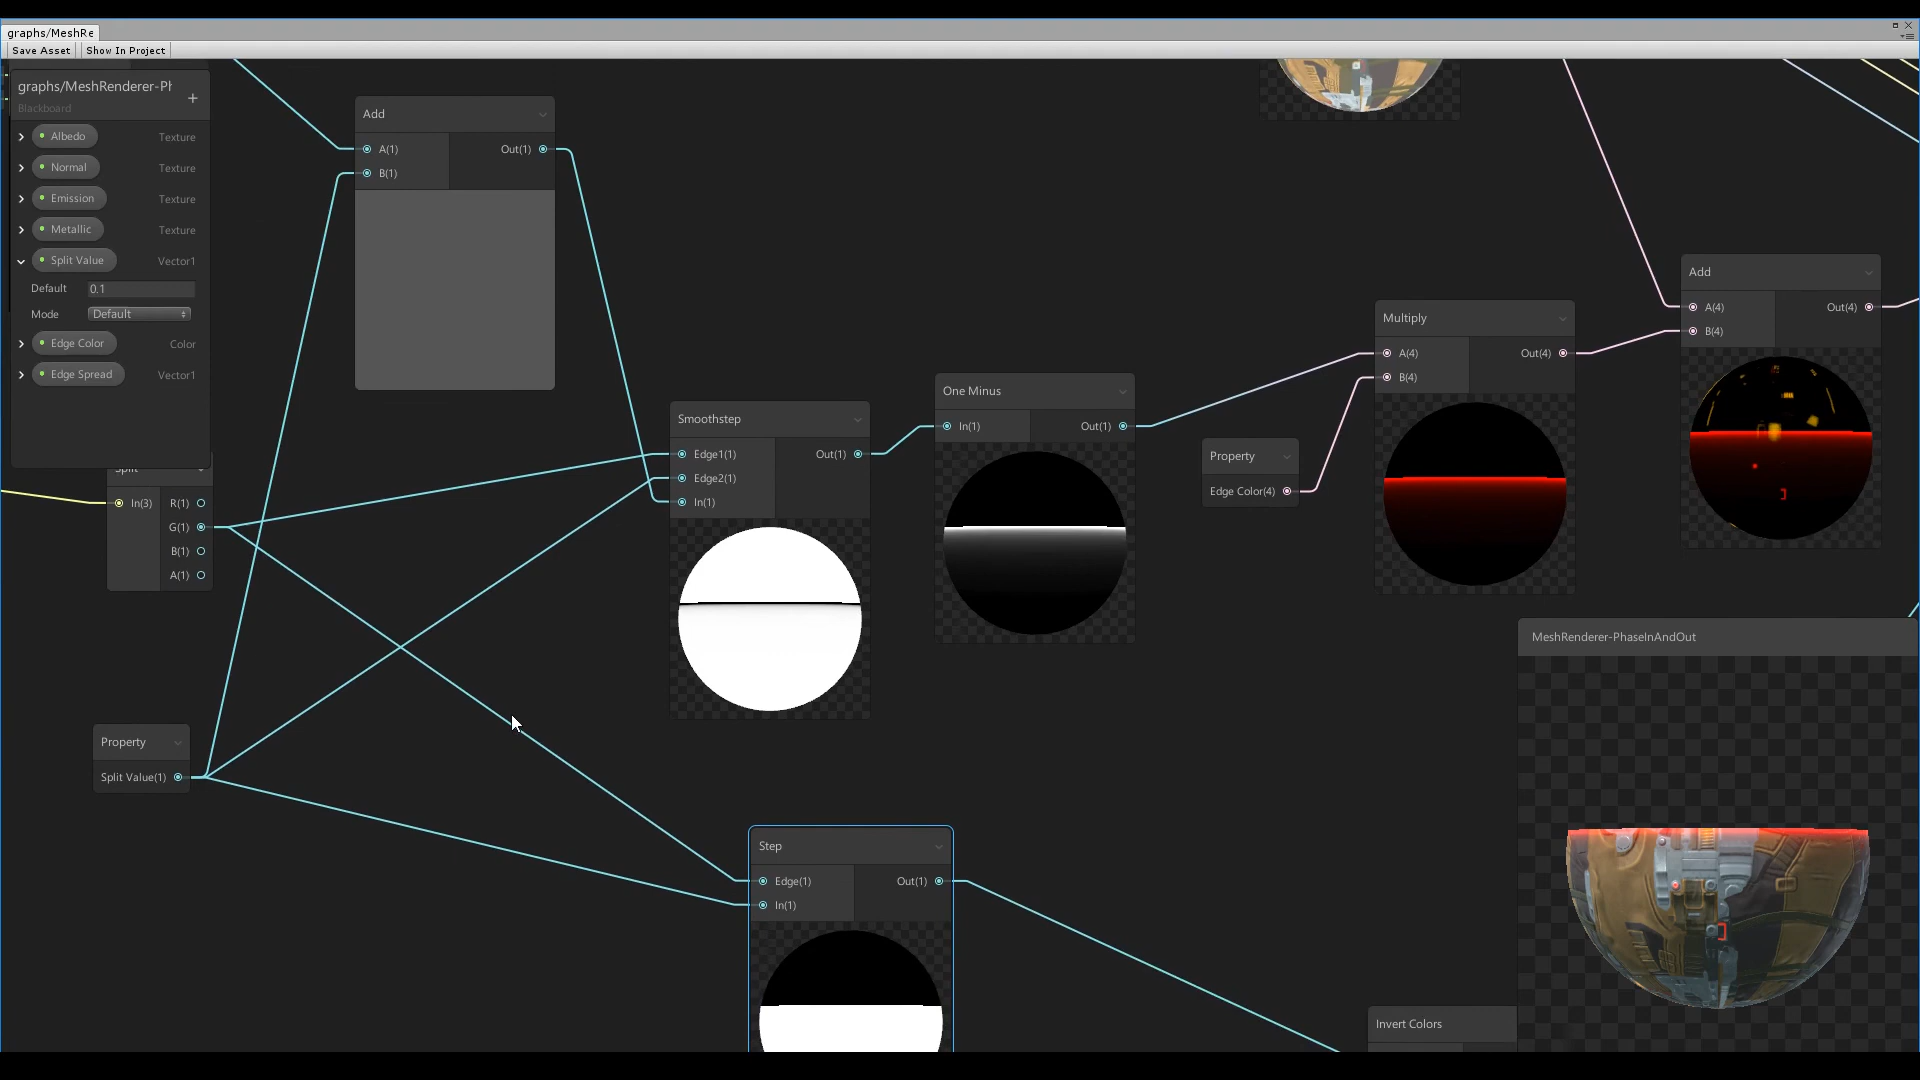 graphs/MeshRe
Save Asset
Show In Project
graphs/MeshRenderer-Pl
Blackboard
Albedo Texture
Normal Texture
Emission Texture
Metallic Texture
Split Value Vector1
Default 0.1
Mode Default
Edge Color Color
Edge Spread Vector1
Split
In(3) R(1)
G(1)
B(1)
A(1)
Property
Split Value(1)
Add
A(1) Out(1)
B(1)
Smoothstep
Edge1(1) Out(1)
Edge2(1)
In(1)
One Minus
In(1) Out(1)
Property
Edge Color(4)
Multiply
A(4) Out(4)
B(4)
Add
A(4) Out(4)
B(4)
Step
Edge(1) Out(1)
In(1)
MeshRenderer-PhaseInAndOut
Invert Colors